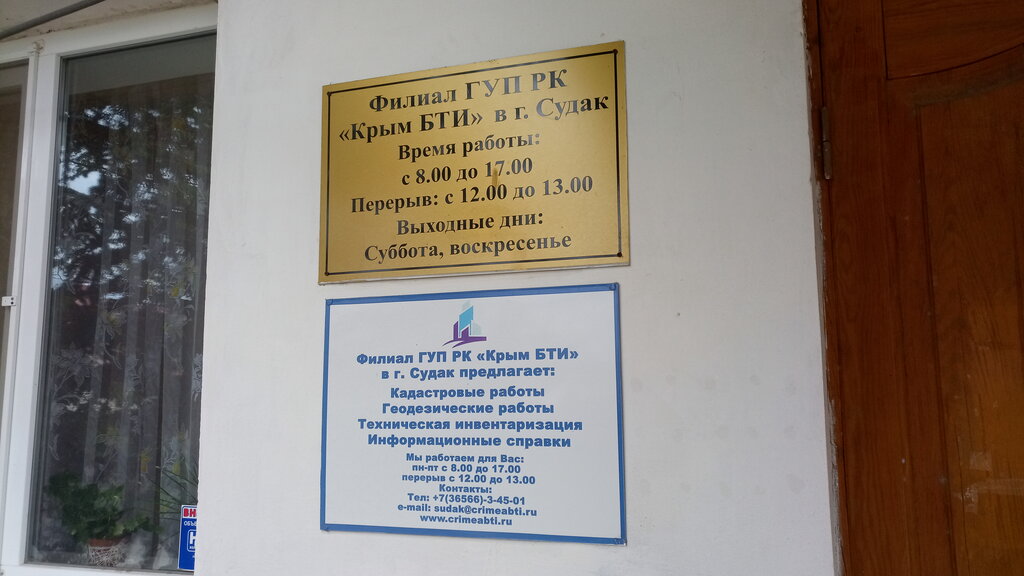 Филиал ГУП РК
«Крым БТИ» в г. Судак
Время работы:
с 8.00 до 17.00
Перерыв: с 12.00 до 13.00
Выходные дни:
Суббота, воскресенье
Филиал ГУП РК «Крым БТИ»
в г. Судак предлагает:
Кадастровые работы
Геодезические работы
Техническая инвентаризация
Информационные справки
Мы работаем для Вас:
пн-пт с 8.00 до 17.00
перерыв с 12.00 до 13.00
Контакты:
Тел: +7(36566)-3-45-01
e-mail: sudak@crimeabti.ru
www.crimeabti.ru